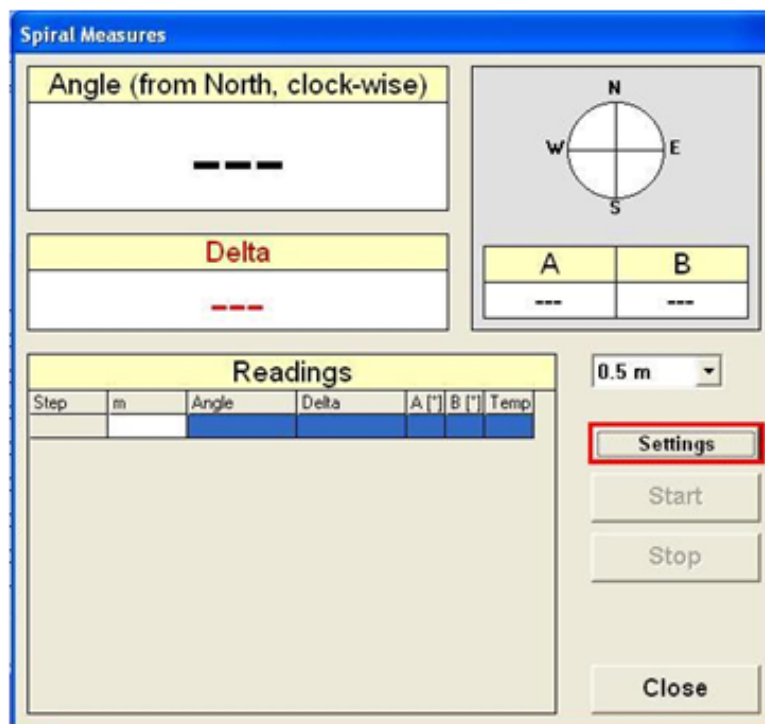 Spiral Measures
Angle (from North, clock-wise)
---
N
W E
S
Delta
---
A B
--- ---
Readings
Step m Angle Delta A [°] B [°] Temp
0.5 m
Settings
Start
Stop
Close